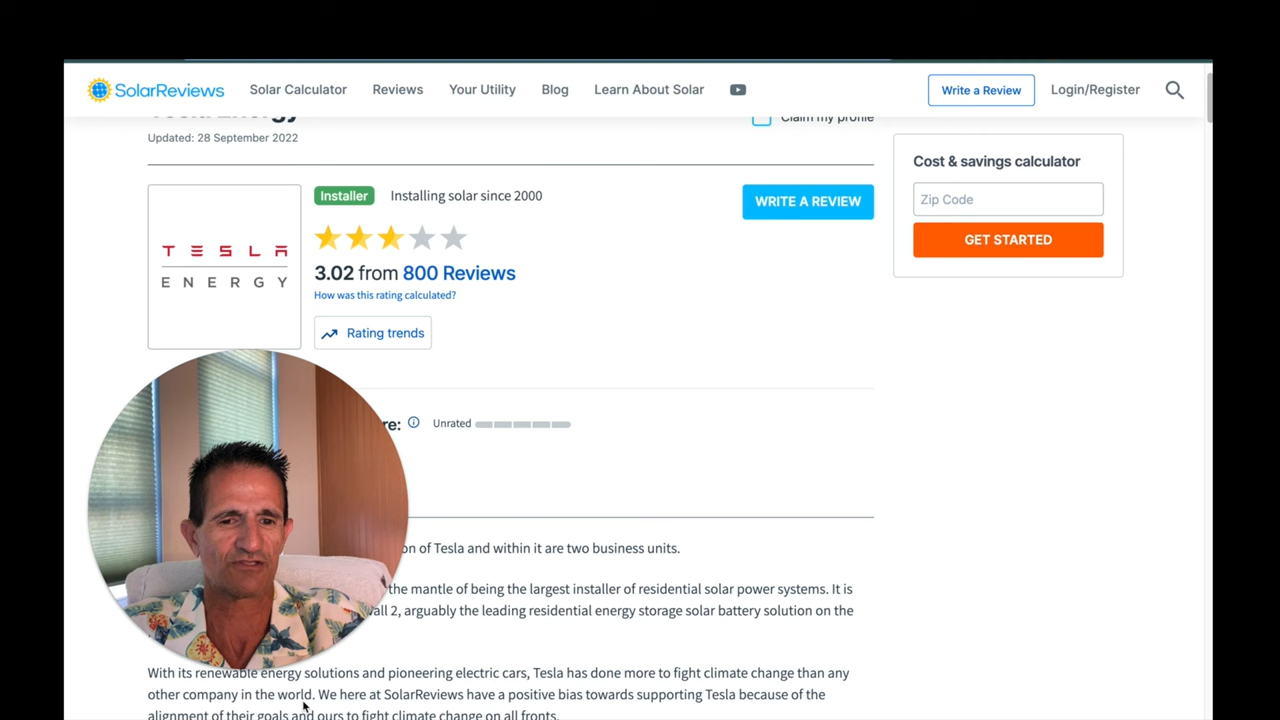 SolarReviews Solar Calculator Reviews Your Utility Blog Learn About Solar Write a Review Login/Register
Tesla Energy
Claim my profile
Updated: 28 September 2022
TESLA
ENERGY
Installer Installing solar since 2000
WRITE A REVIEW
3.02 from 800 Reviews
How was this rating calculated?
Rating trends
Cost & savings calculator
Zip Code
GET STARTED
re: Unrated
on of Tesla and within it are two business units.
the mantle of being the largest installer of residential solar power systems. It is
all 2, arguably the leading residential energy storage solar battery solution on the
With its renewable energy solutions and pioneering electric cars, Tesla has done more to fight climate change than any
other company in the world. We here at SolarReviews have a positive bias towards supporting Tesla because of the
alignment of their goals and ours to fight climate change on all fronts.